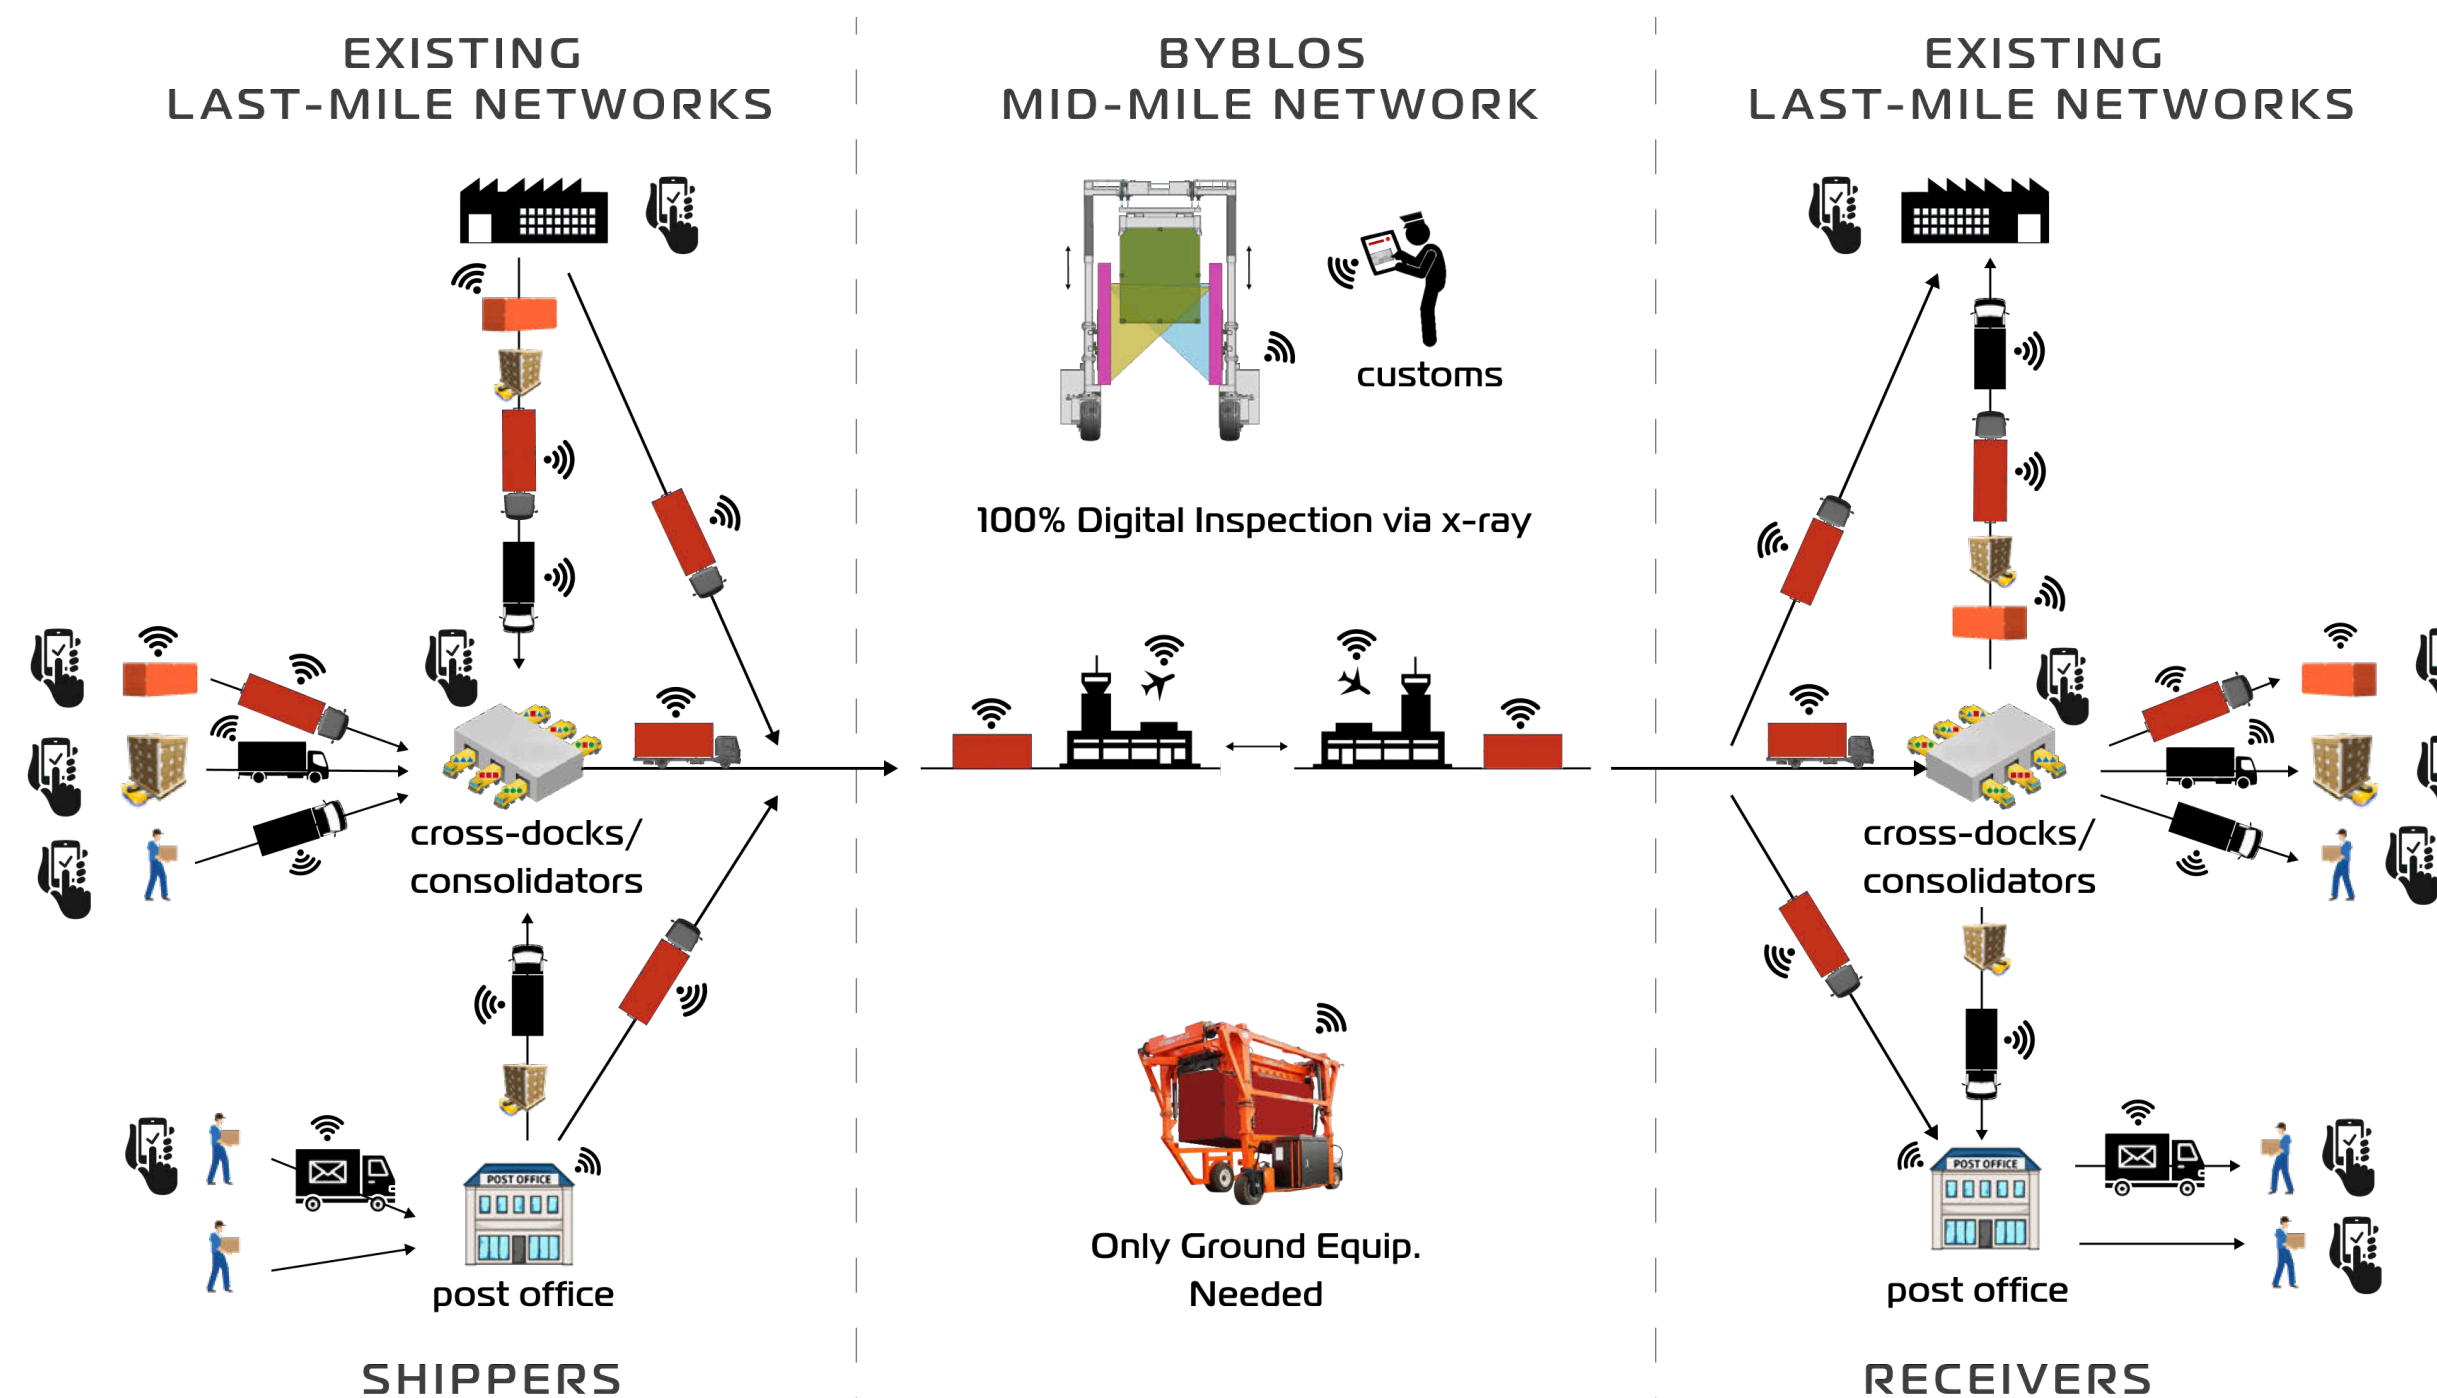 EXISTING
LAST-MILE NETWORKS
BYBLOS
MID-MILE NETWORK
EXISTING
LAST-MILE NETWORKS
customs
100% Digital Inspection via x-ray
cross-docks/
consolidators
cross-docks/
consolidators
POST OFFICE
post office
Only Ground Equip.
Needed
POST OFFICE
post office
SHIPPERS
RECEIVERS